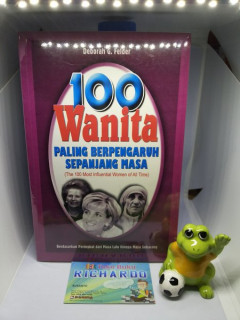 Deborah G. Felder
100
Wanita
PALING BERPENGARUH
SEPANJANG MASA
(The 100 Most Influential Women of All Time)
RICHARDO